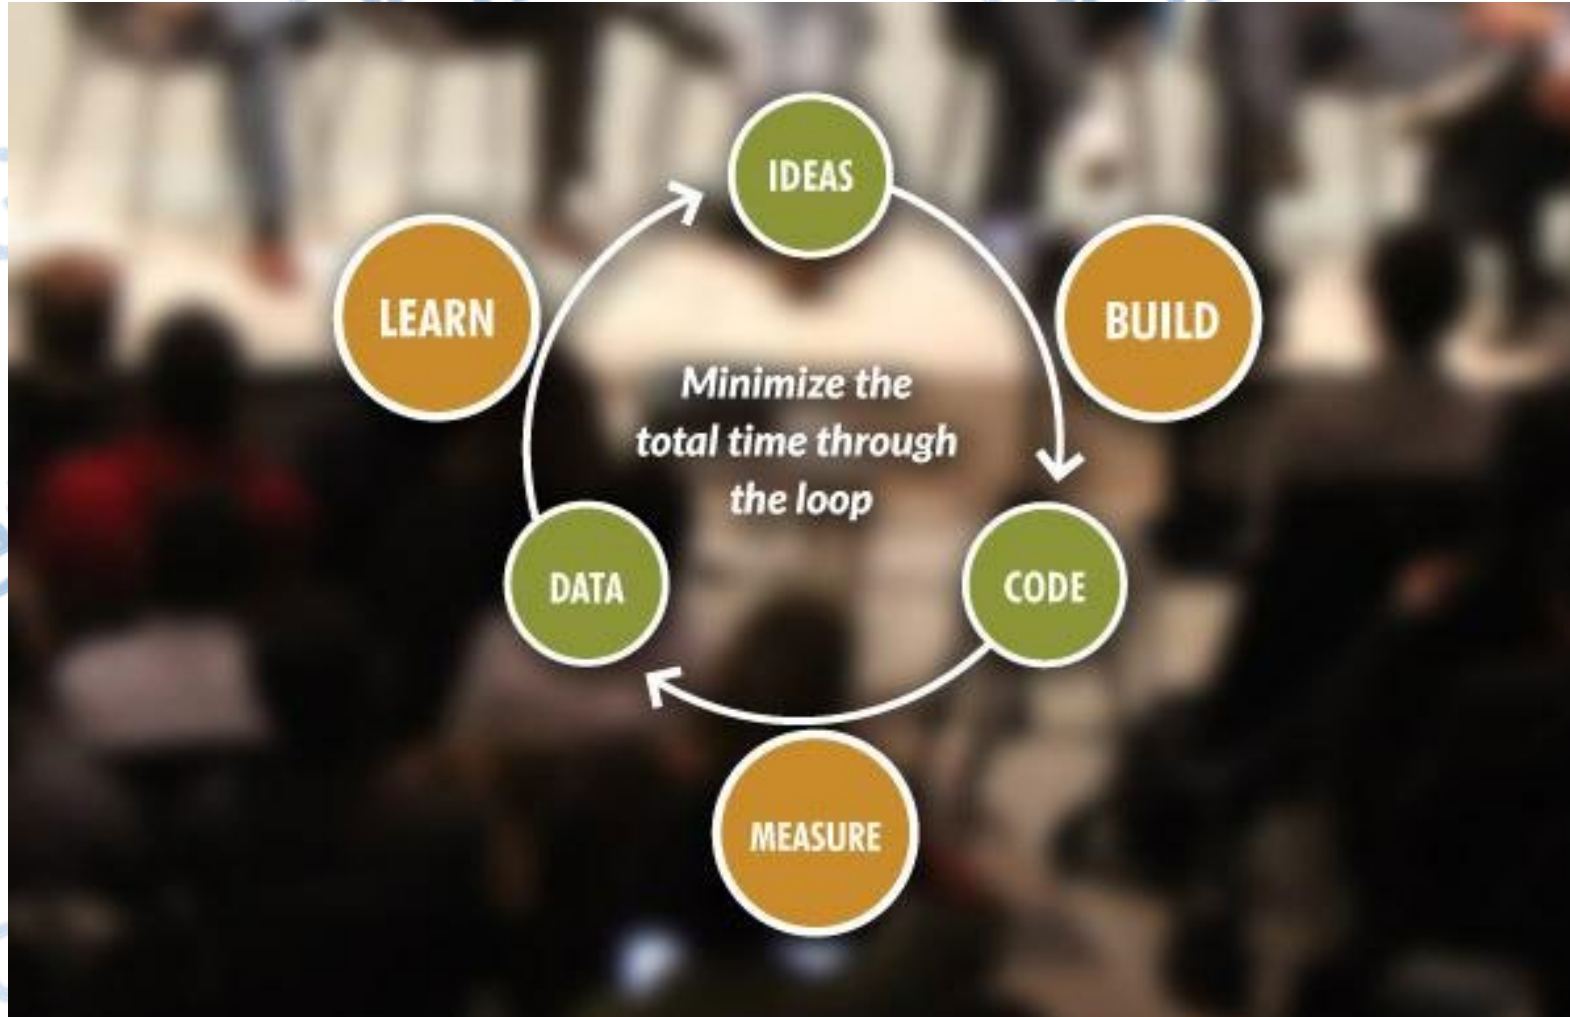 IDEAS
LEARN
BUILD
Minimize the
total time through
the loop
DATA
CODE
MEASURE